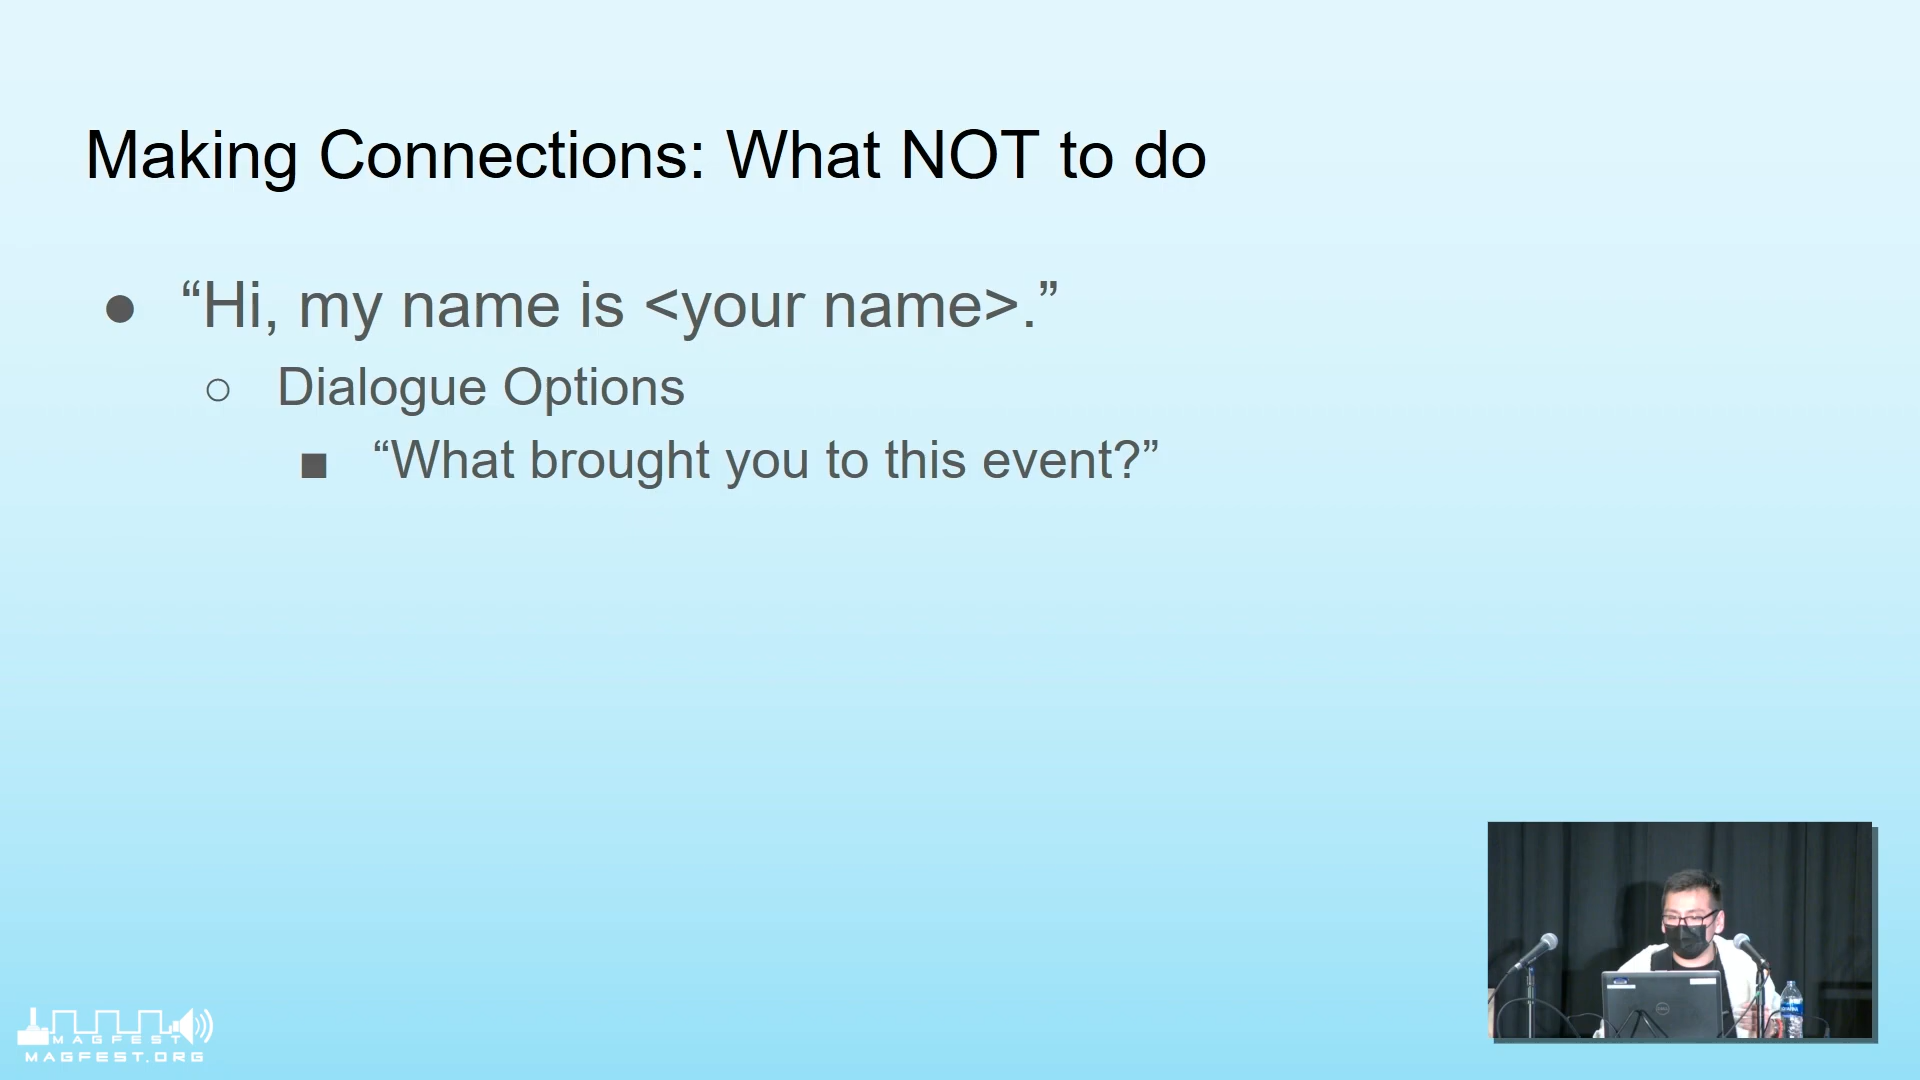 Making Connections: What NOT to do
“Hi, my name is <your name>.”
Dialogue Options
“What brought you to this event?”
MAGFEST
MAGFEST.ORG